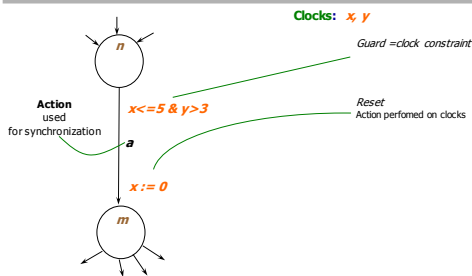 Clocks: x, y
n
Guard =clock constraint
x<=5 & y>3
Action
used
for synchronization
a
Reset
Action perfomed on clocks
x := 0
m